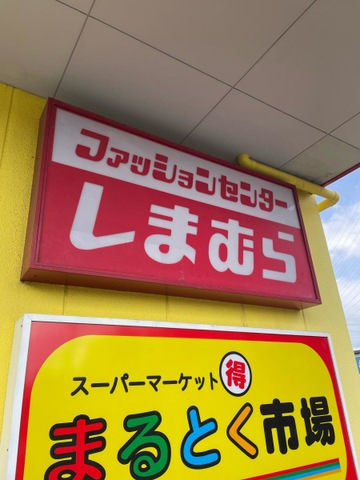 ファッションセンター
しまむら
スーパーマーケット 得
まるとく市場